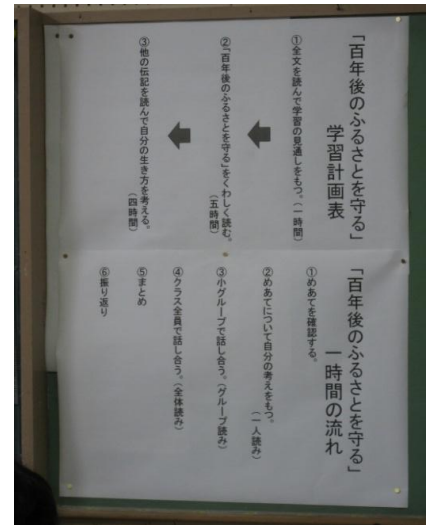 「百年後のふるさとを守る」
学習計画表
①全文を読んで学習の見通しをもつ。（一時間）
②「百年後のふるさとを守る」をくわしく読む。
（五時間）
③他の伝記を読んで自分の生き方を考える。
（四時間）
「百年後のふるさとを守る」
一時間の流れ
①めあてを確認する。
②めあてについて自分の考えをもつ。
（一人読み）
③小グループで話し合う。（グループ読み）
④クラス全員で話し合う。（全体読み）
⑤まとめ
⑥振り返り